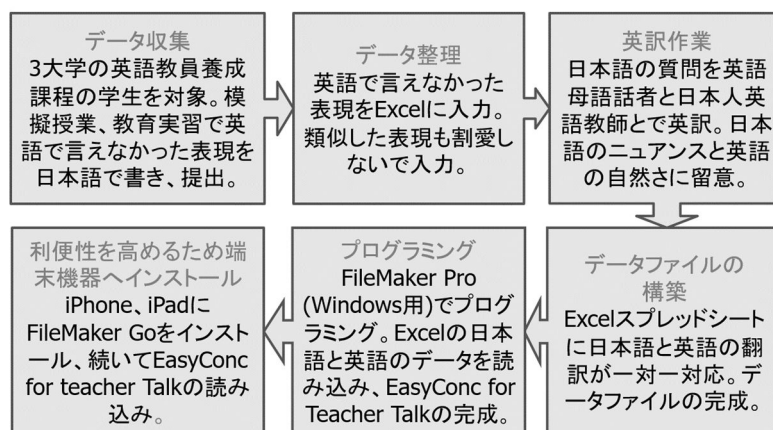 データ収集
3大学の英語教員養成
課程の学生を対象。模
擬授業、教育実習で英
語で言えなかった表現を
日本語で書き、提出。
データ整理
英語で言えなかった
表現をExcelに入力。
類似した表現も割愛し
ないで入力。
英訳作業
日本語の質問を英語
母語話者と日本人英
語教師とで英訳。日本
語のニュアンスと英語
の自然さに留意。
データファイルの
構築
Excelスプレッドシート
に日本語と英語の翻
訳が一対一対応。デー
タファイルの完成。
プログラミング
FileMaker Pro
(Windows用)でプログ
ラミング。Excelの日本
語と英語のデータを読
み込み、EasyConc for
Teacher Talkの完成。
利便性を高めるため端
末機器へインストール
iPhone、iPadに
FileMaker Goをインス
トール、続いてEasyConc
for teacher Talkの読み
込み。